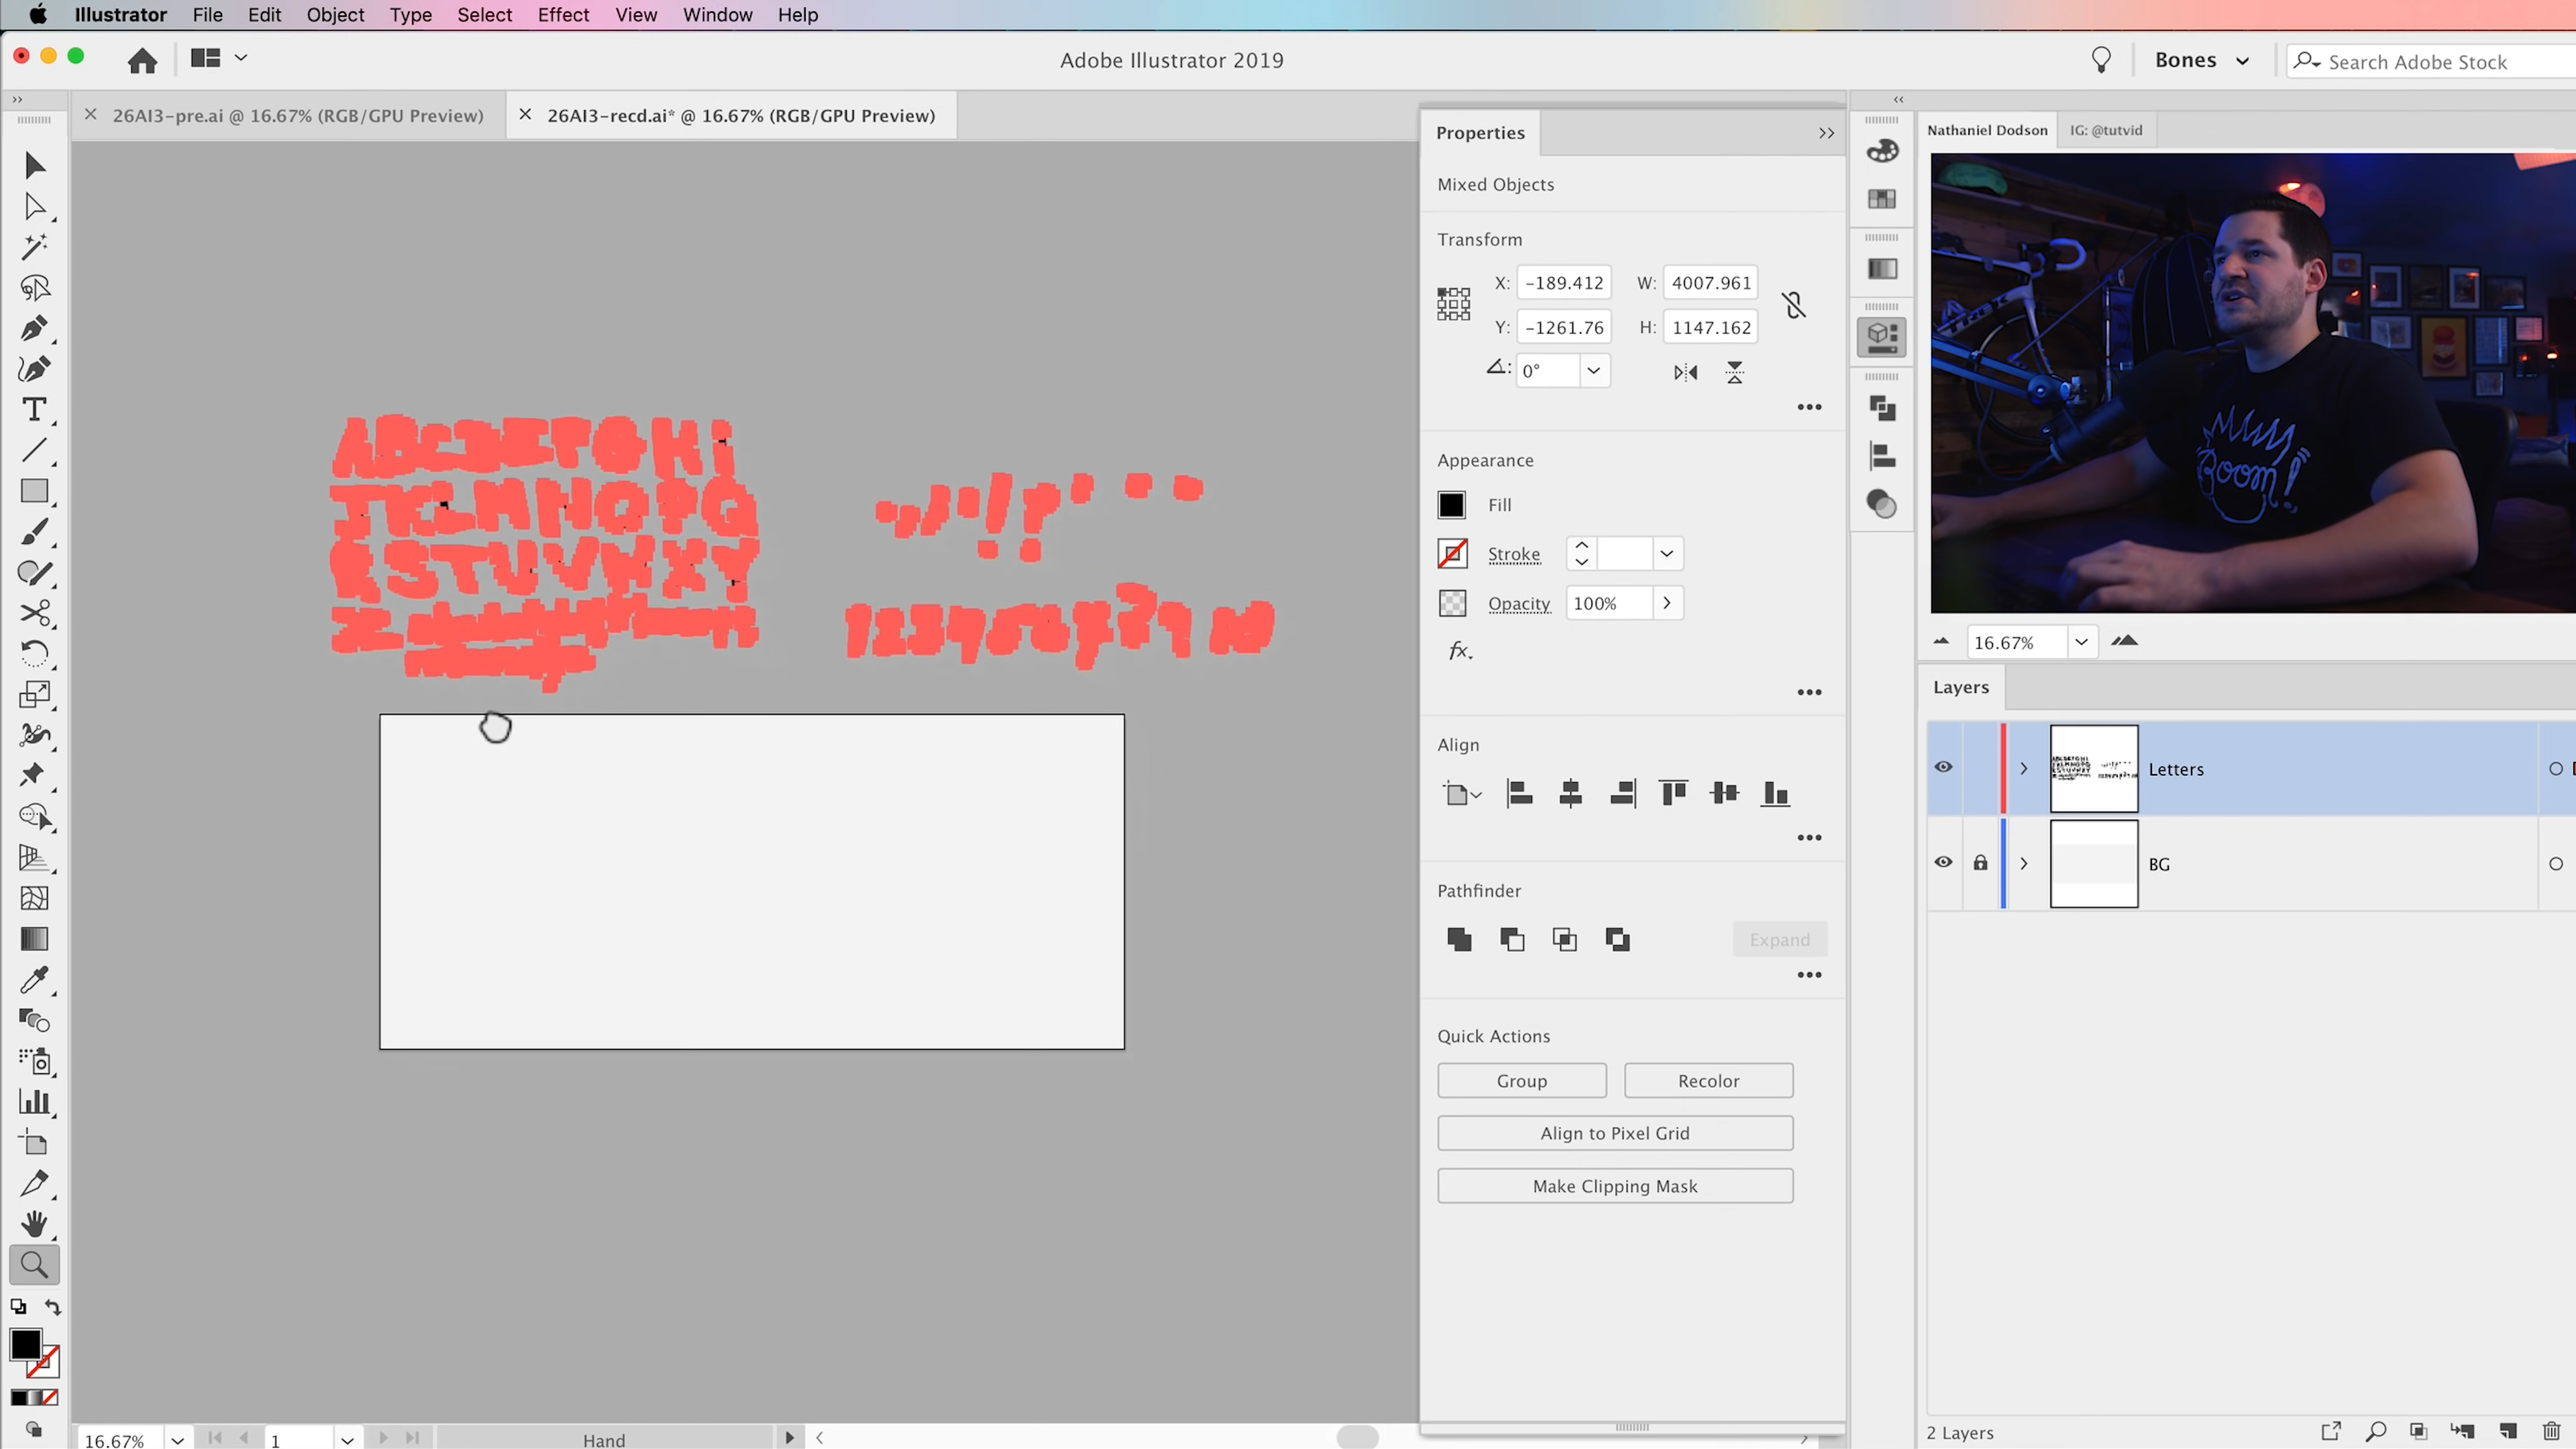 Illustrator File Edit Object Type Select Effect View Window Help
Adobe Illustrator 2019
Bones
Search Adobe Stock
26AI3-pre.ai @ 16.67% (RGB/GPU Preview)
26AI3-recd.ai* @ 16.67% (RGB/GPU Preview)
Properties
Mixed Objects
Transform
X: -189.412 W: 4007.961
Y: -1261.76 H: 1147.162
0°
Appearance
Fill
Stroke
Opacity 100%
fx.
Align
Pathfinder
Expand
Quick Actions
Group Recolor
Align to Pixel Grid
Make Clipping Mask
Nathaniel Dodson IG: @tutvid
Boom!
16.67%
Layers
Letters
BG
2 Layers
ABCDEFGHI
JKLMNOPQ
RSTUVWXY
Z
16.67% 1 Hand